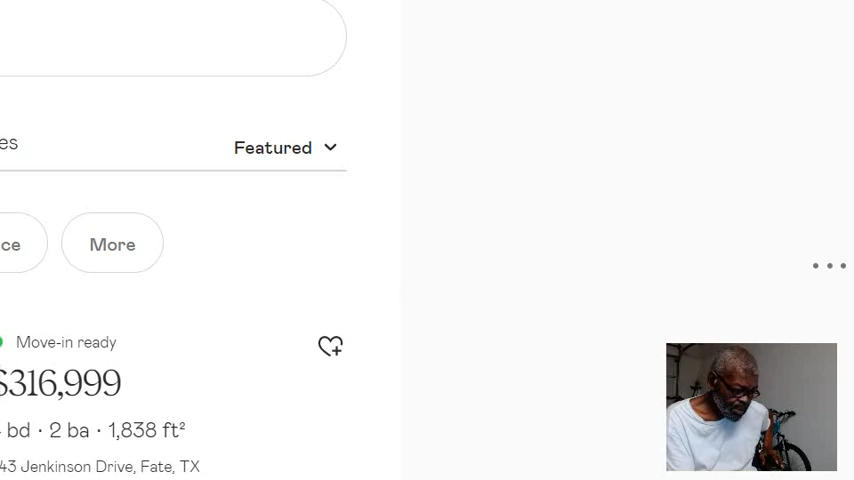 es
Featured
ce
More
Move-in ready
$316,999
bd · 2 ba · 1,838 ft²
43 Jenkinson Drive, Fate, TX